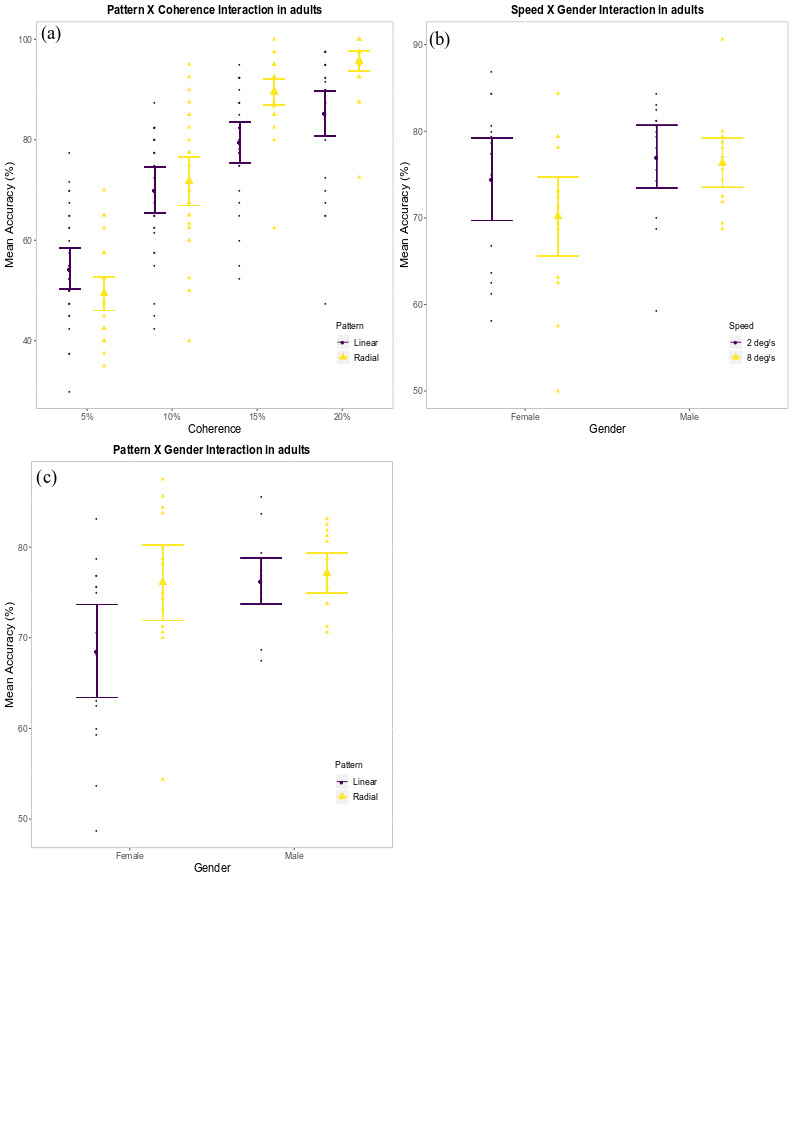 Pattern X Coherence Interaction in adults
(a)
Mean Accuracy (%)
100
80
60
40
5%
10%
15%
20%
Coherence
Pattern
Linear
Radial
Speed X Gender Interaction in adults
(b)
Mean Accuracy (%)
90
80
70
60
50
Female
Male
Gender
Speed
2 deg/s
8 deg/s
Pattern X Gender Interaction in adults
(c)
Mean Accuracy (%)
80
70
60
50
Female
Male
Gender
Pattern
Linear
Radial